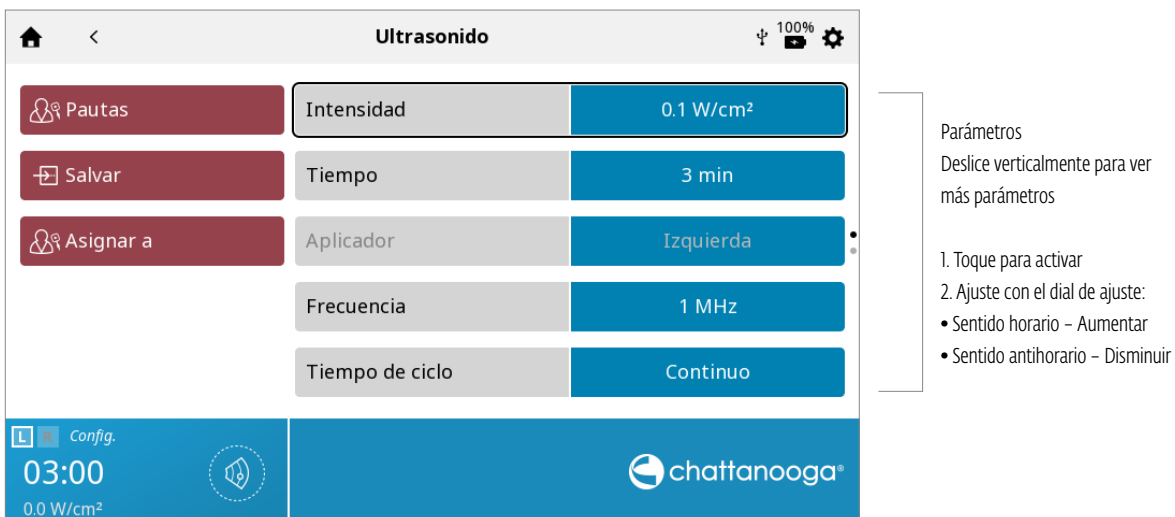 Ultrasonido
100%
Pautas
Salvar
Asignar a
Intensidad 0.1 W/cm²
Tiempo 3 min
Aplicador Izquierda
Frecuencia 1 MHz
Tiempo de ciclo Continuo
L R Config.
03:00
0.0 W/cm²
chattanooga®
Parámetros
Deslice verticalmente para ver
más parámetros
1. Toque para activar
2. Ajuste con el dial de ajuste:
• Sentido horario – Aumentar
• Sentido antihorario – Disminuir